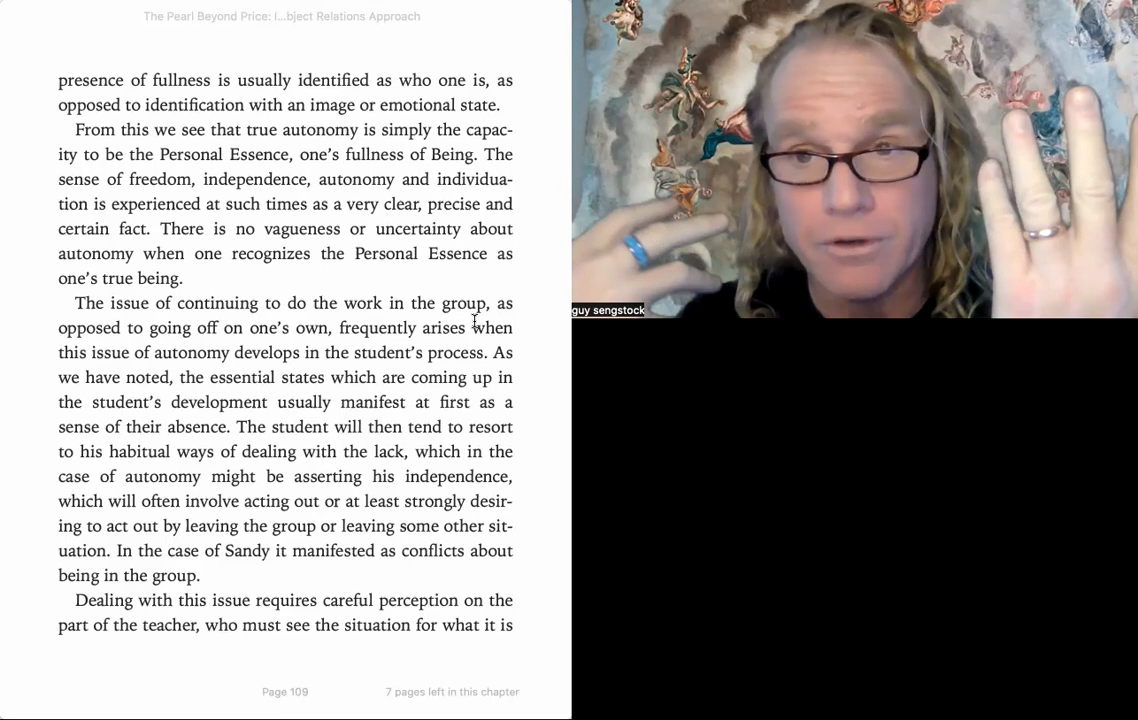 The Pearl Beyond Price: I...bject Relations Approach
presence of fullness is usually identified as who one is, as
opposed to identification with an image or emotional state.
From this we see that true autonomy is simply the capac-
ity to be the Personal Essence, one's fullness of Being. The
sense of freedom, independence, autonomy and individua-
tion is experienced at such times as a very clear, precise and
certain fact. There is no vagueness or uncertainty about
autonomy when one recognizes the Personal Essence as
one's true being.
The issue of continuing to do the work in the group, as
opposed to going off on one's own, frequently arises when
this issue of autonomy develops in the student's process. As
we have noted, the essential states which are coming up in
the student's development usually manifest at first as a
sense of their absence. The student will then tend to resort
to his habitual ways of dealing with the lack, which in the
case of autonomy might be asserting his independence,
which will often involve acting out or at least strongly desir-
ing to act out by leaving the group or leaving some other sit-
uation. In the case of Sandy it manifested as conflicts about
being in the group.
Dealing with this issue requires careful perception on the
part of the teacher, who must see the situation for what it is
Page 109
7 pages left in this chapter
guy sengstock